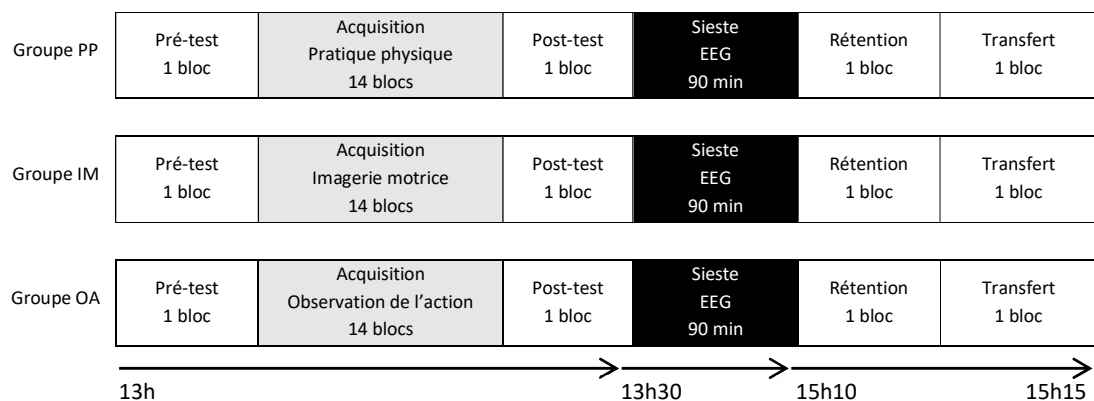 Groupe PP
Pré-test
1 bloc
Acquisition
Pratique physique
14 blocs
Post-test
1 bloc
Sieste
EEG
90 min
Rétention
1 bloc
Transfert
1 bloc
Groupe IM
Pré-test
1 bloc
Acquisition
Imagerie motrice
14 blocs
Post-test
1 bloc
Sieste
EEG
90 min
Rétention
1 bloc
Transfert
1 bloc
Groupe OA
Pré-test
1 bloc
Acquisition
Observation de l’action
14 blocs
Post-test
1 bloc
Sieste
EEG
90 min
Rétention
1 bloc
Transfert
1 bloc
13h
13h30
15h10
15h15